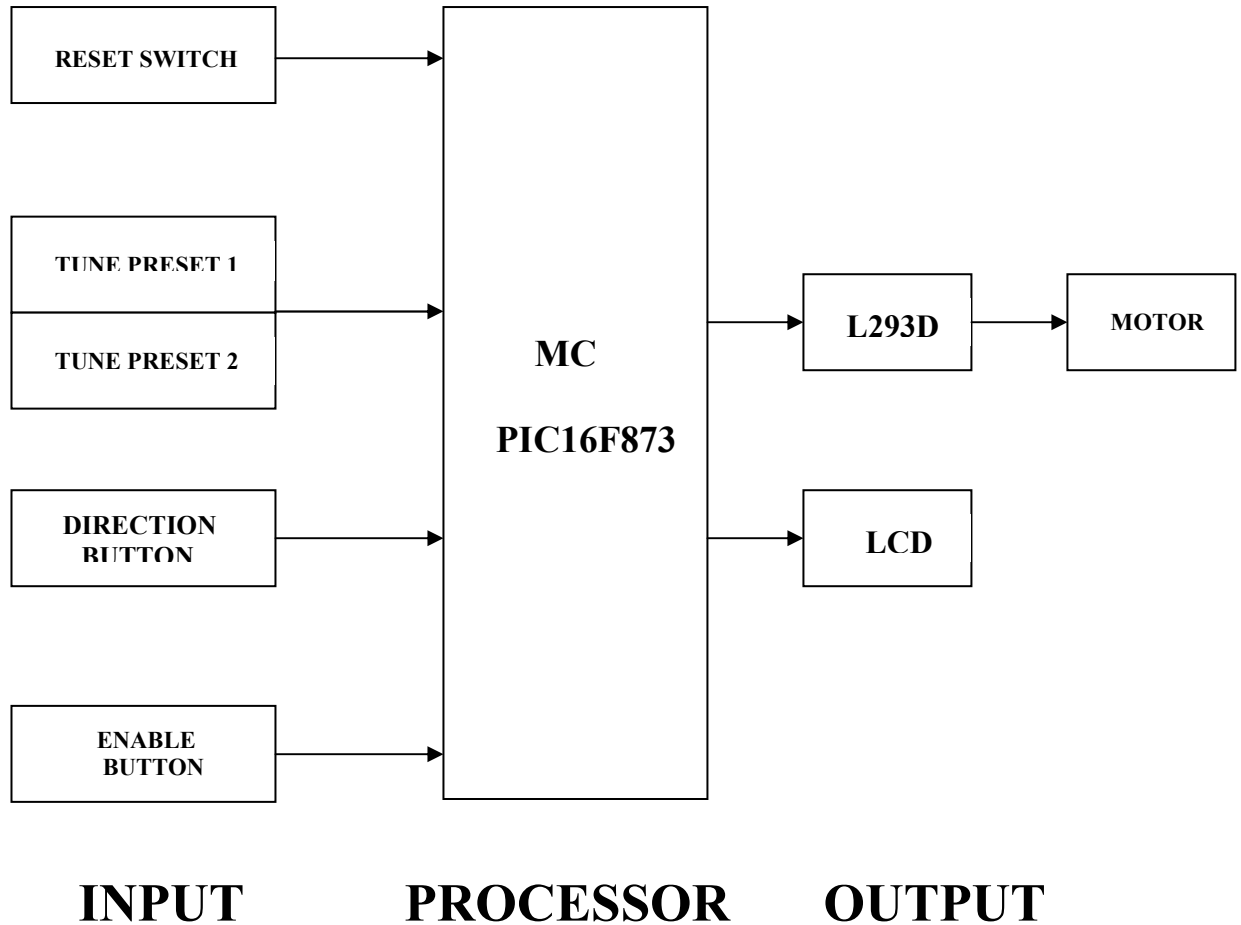 RESET SWITCH
TUNE PRESET 1
TUNE PRESET 2
DIRECTION
BUTTON
ENABLE
BUTTON
MC
PIC16F873
L293D
MOTOR
LCD
INPUT
PROCESSOR
OUTPUT